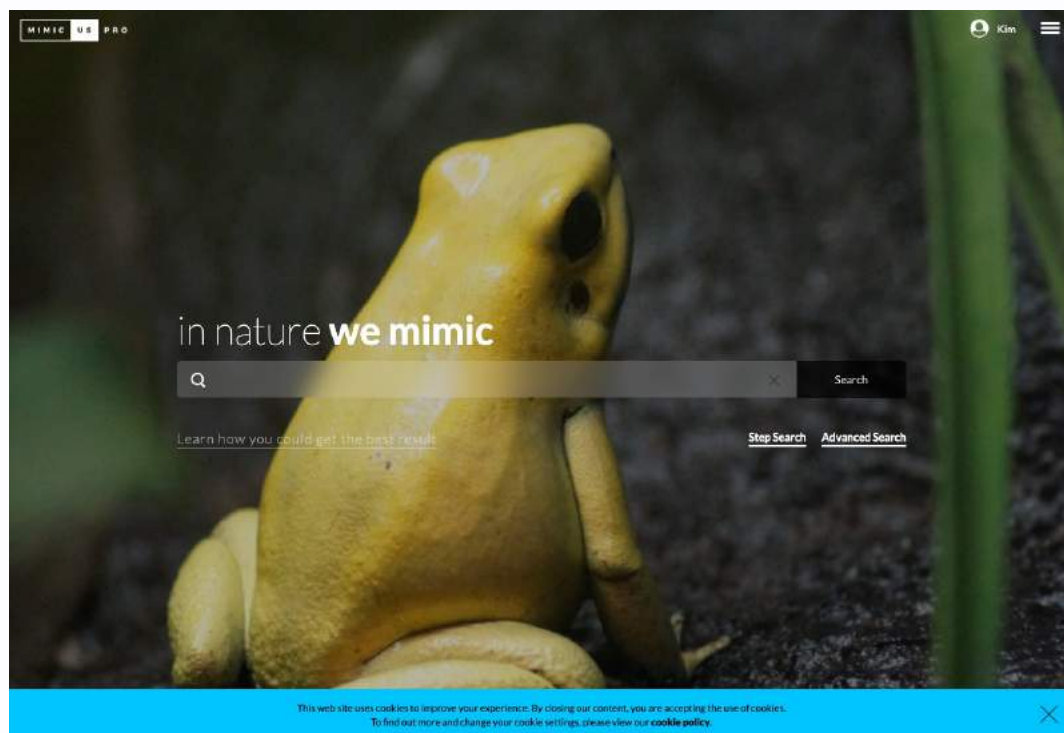 MIMIC US PRO
Kim
in nature we mimic
Search
Learn how you could get the best result
Step Search Advanced Search
This web site uses cookies to improve your experience. By closing our content, you are accepting the use of cookies.
To find out more and change your cookie settings, please view our cookie policy.